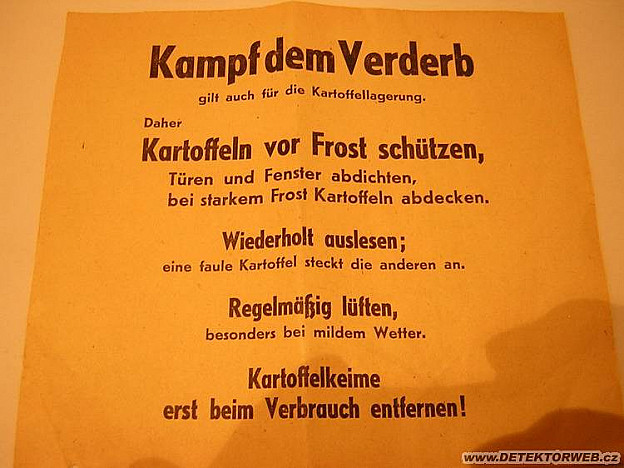 Kampf dem Verderb
gilt auch für die Kartoffellagerung.
Daher
Kartoffeln vor Frost schützen,
Türen und Fenster abdichten,
bei starkem Frost Kartoffeln abdecken.
Wiederholt auslesen;
eine faule Kartoffel steckt die anderen an.
Regelmäßig lüften,
besonders bei mildem Wetter.
Kartoffelkeime
erst beim Verbrauch entfernen!
www.DETEKTORWEB.cz